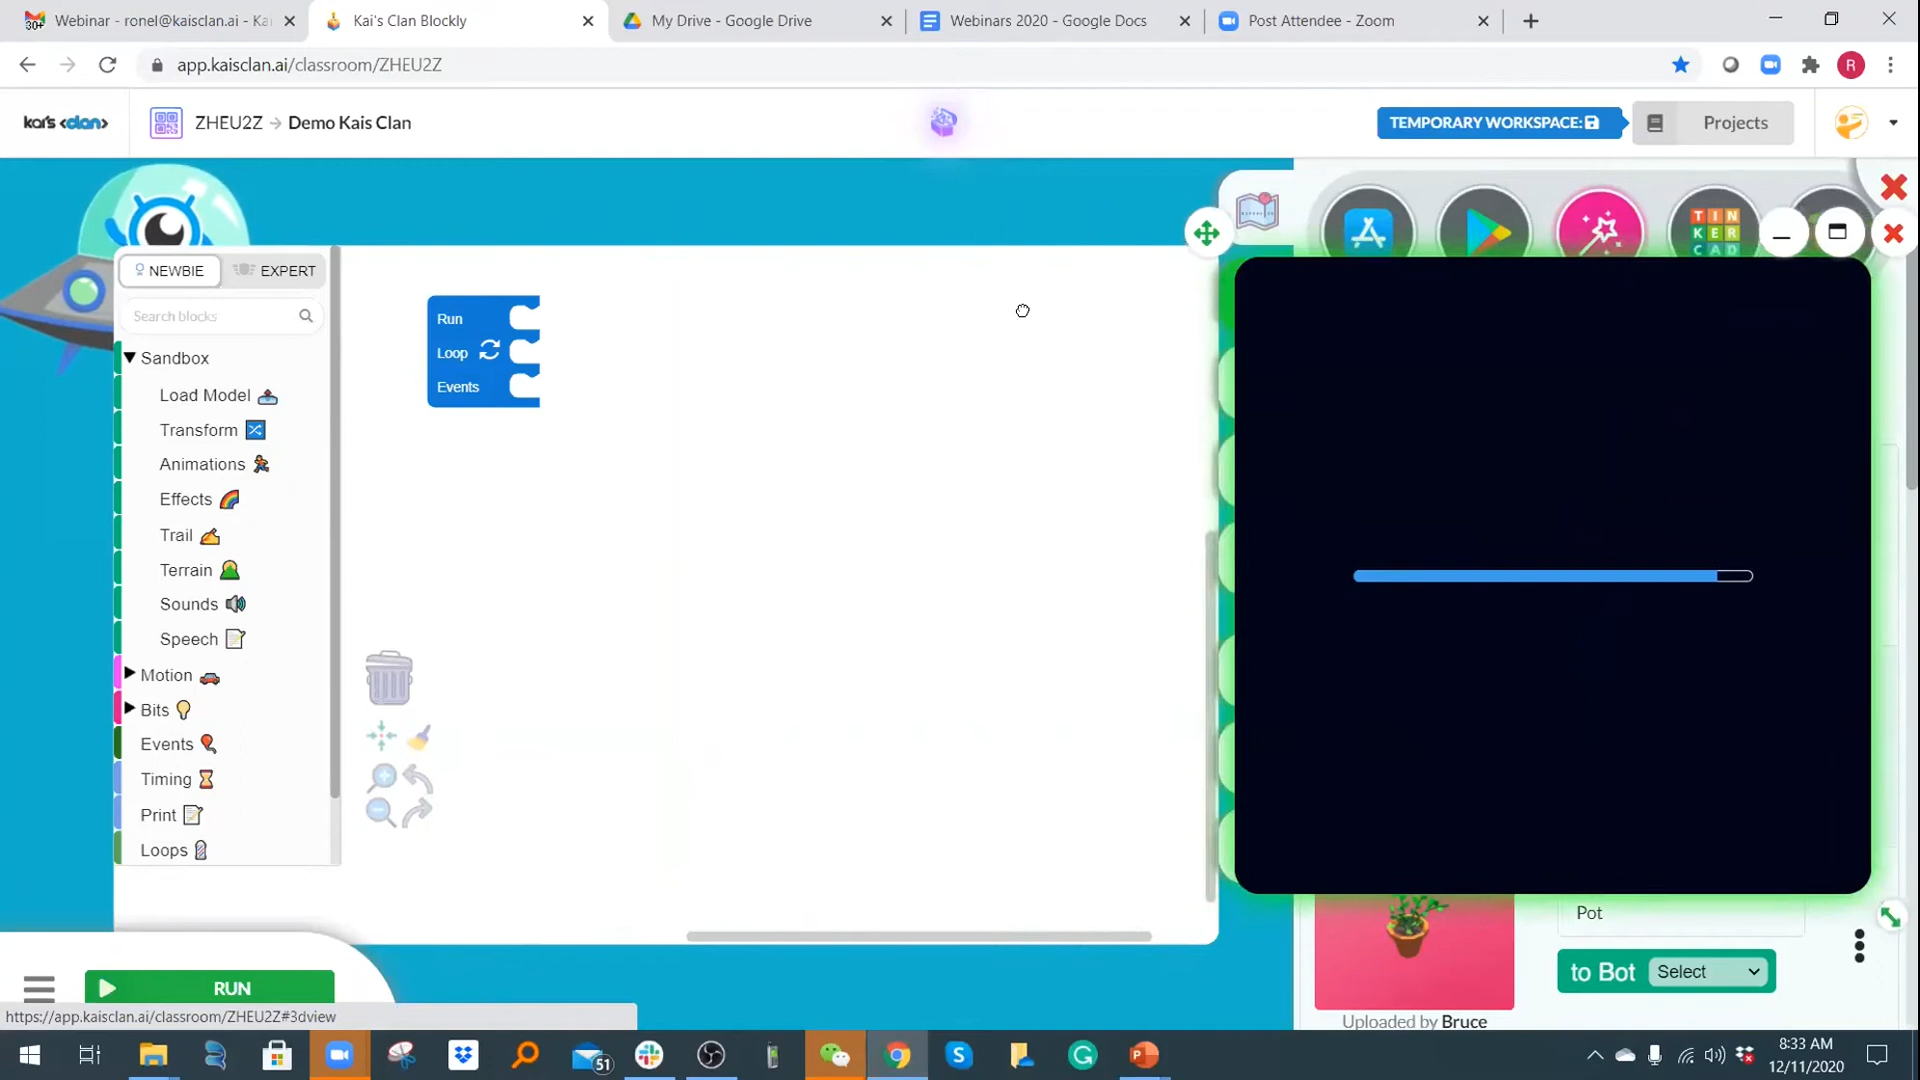 Webinar - ronel@kaisclan.ai - Kai
Kai's Clan Blockly
My Drive - Google Drive
Webinars 2020 - Google Docs
Post Attendee - Zoom
app.kaisclan.ai/classroom/ZHEU2Z
R
kai's <clan>
ZHEU2Z → Demo Kais Clan
TEMPORARY WORKSPACE:
Projects
TINKERCAD
NEWBIE
EXPERT
Search blocks
Sandbox
Load Model
Transform
Animations
Effects
Trail
Terrain
Sounds
Speech
Motion
Bits
Events
Timing
Print
Loops
Run
Loop
Events
Pot
to Bot Select
Uploaded by Bruce
RUN
https://app.kaisclan.ai/classroom/ZHEU2Z#3dview
51
8:33 AM
12/11/2020